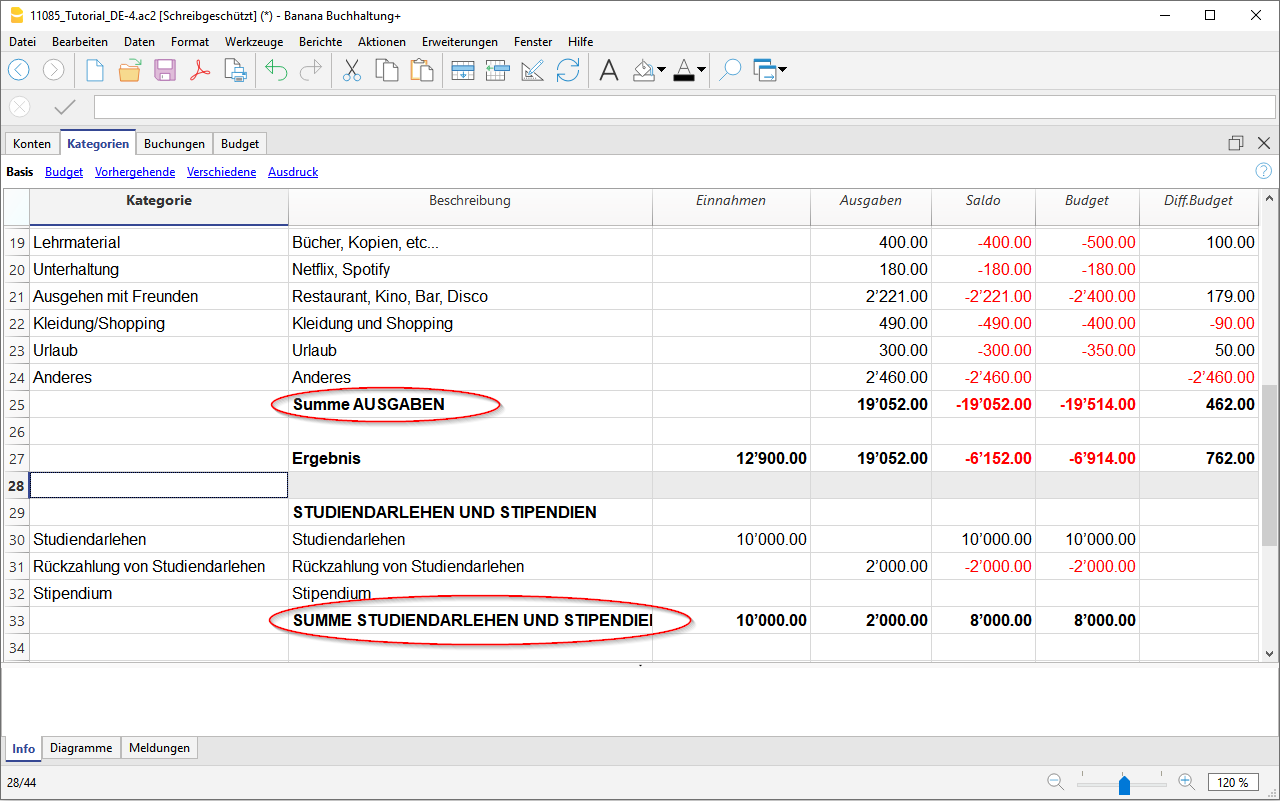 11085_Tutorial_DE-4.ac2 [Schreibgeschützt] (*) - Banana Buchhaltung+
Datei Bearbeiten Daten Format Werkzeuge Berichte Aktionen Erweiterungen Fenster Hilfe
Konten Kategorien Buchungen Budget
Basis Budget Vorhergehende Verschiedene Ausdruck
Kategorie Beschreibung Einnahmen Ausgaben Saldo Budget Diff.Budget
19 Lehrmaterial Bücher, Kopien, etc... 400.00 -400.00 -500.00 100.00
20 Unterhaltung Netflix, Spotify 180.00 -180.00 -180.00
21 Ausgehen mit Freunden Restaurant, Kino, Bar, Disco 2’221.00 -2’221.00 -2’400.00 179.00
22 Kleidung/Shopping Kleidung und Shopping 490.00 -490.00 -400.00 -90.00
23 Urlaub Urlaub 300.00 -300.00 -350.00 50.00
24 Anderes Anderes 2’460.00 -2’460.00 -2’460.00
25 Summe AUSGABEN 19’052.00 -19’052.00 -19’514.00 462.00
26
27 Ergebnis 12’900.00 19’052.00 -6’152.00 -6’914.00 762.00
28
29 STUDIENDARLEHEN UND STIPENDIEN
30 Studiendarlehen Studiendarlehen 10’000.00 10’000.00 10’000.00
31 Rückzahlung von Studiendarlehen Rückzahlung von Studiendarlehen 2’000.00 -2’000.00 -2’000.00
32 Stipendium Stipendium
33 SUMME STUDIENDARLEHEN UND STIPENDIEI 10’000.00 2’000.00 8’000.00 8’000.00
34
Info Diagramme Meldungen
28/44 120 %